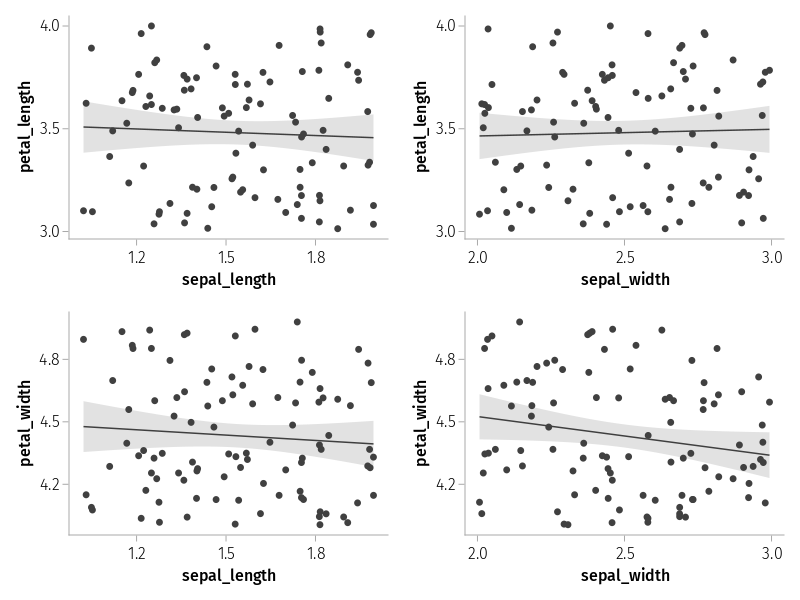 petal_length
4.0
3.5
3.0
1.2 1.5 1.8
sepal_length
petal_length
4.0
3.5
3.0
2.0 2.5 3.0
sepal_width
petal_width
4.8
4.5
4.2
1.2 1.5 1.8
sepal_length
petal_width
4.8
4.5
4.2
2.0 2.5 3.0
sepal_width